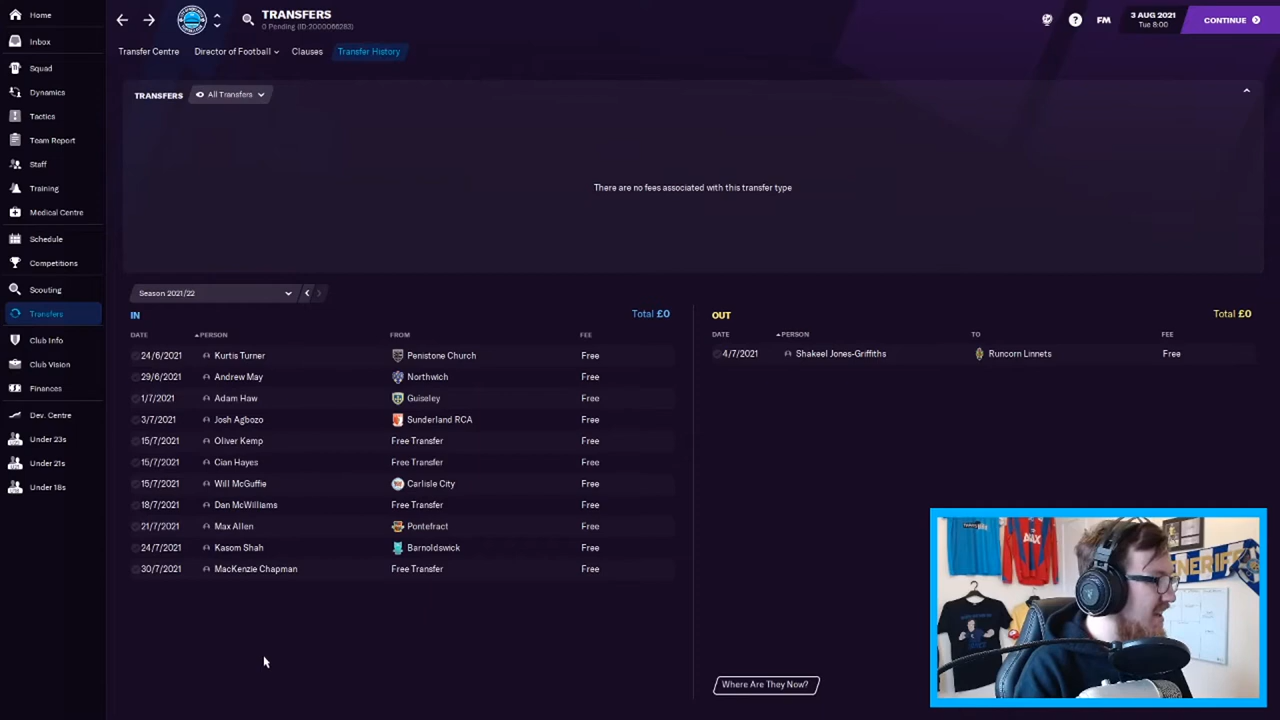 Home
Inbox
Squad
Dynamics
Tactics
Team Report
Staff
Training
Medical Centre
Schedule
Competitions
Scouting
Transfers
Club Info
Club Vision
Finances
Dev. Centre
Under 23s
Under 21s
Under 18s
TRANSFERS
0 Pending (ID:2000066283)
? FM
3 AUG 2021
Tue 8:00
CONTINUE
Transfer Centre Director of Football Clauses Transfer History
TRANSFERS All Transfers
There are no fees associated with this transfer type
Season 2021/22
IN Total £0
DATE PERSON FROM FEE
24/6/2021 Kurtis Turner Penistone Church Free
29/6/2021 Andrew May Northwich Free
1/7/2021 Adam Haw Guiseley Free
3/7/2021 Josh Agbozo Sunderland RCA Free
15/7/2021 Oliver Kemp Free Transfer Free
15/7/2021 Cian Hayes Free Transfer Free
15/7/2021 Will McGuffie Carlisle City Free
18/7/2021 Dan McWilliams Free Transfer Free
21/7/2021 Max Allen Pontefract Free
24/7/2021 Kasom Shah Barnoldswick Free
30/7/2021 MacKenzie Chapman Free Transfer Free
OUT Total £0
DATE PERSON TO FEE
4/7/2021 Shakeel Jones-Griffiths Runcorn Linnets Free
Where Are They Now?